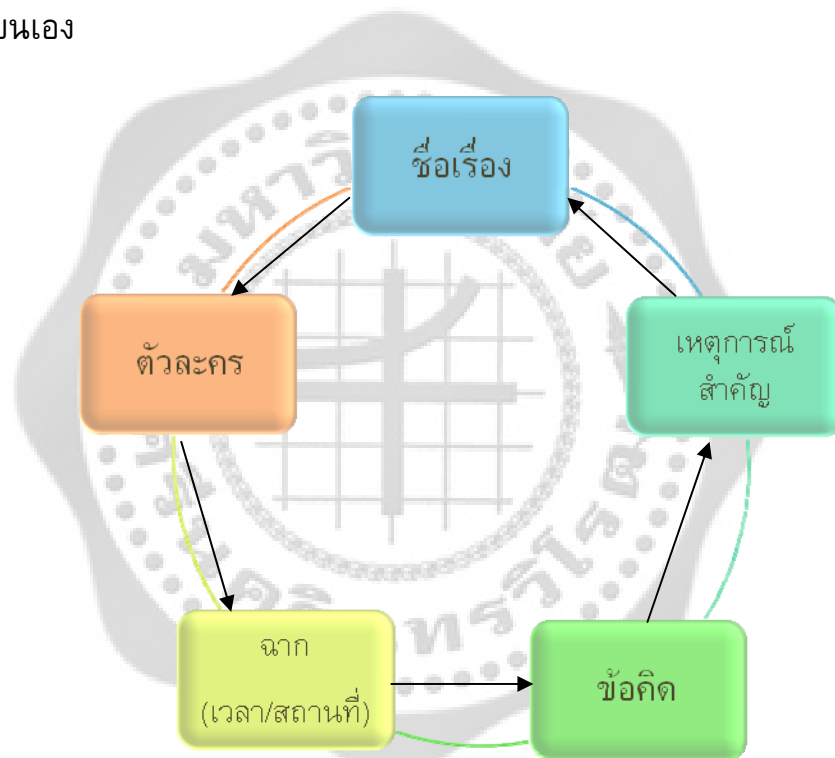 ยนเอง
ชื่อเรื่อง
ตัวละคร
เหตุการณ์
สำคัญ
ฉาก
(เวลา/สถานที่)
ข้อคิด